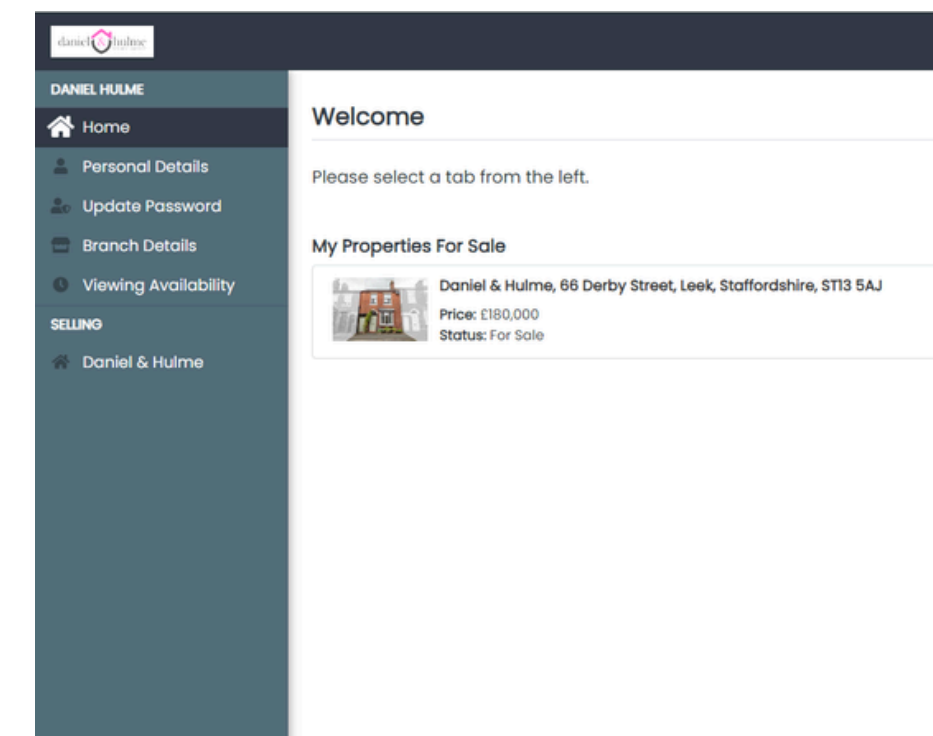 daniel & hulme
DANIEL HULME
Home
Personal Details
Update Password
Branch Details
Viewing Availability
SELLING
Daniel & Hulme
Welcome
Please select a tab from the left.
My Properties For Sale
Daniel & Hulme, 66 Derby Street, Leek, Staffordshire, ST13 5AJ
Price: £180,000
Status: For Sale